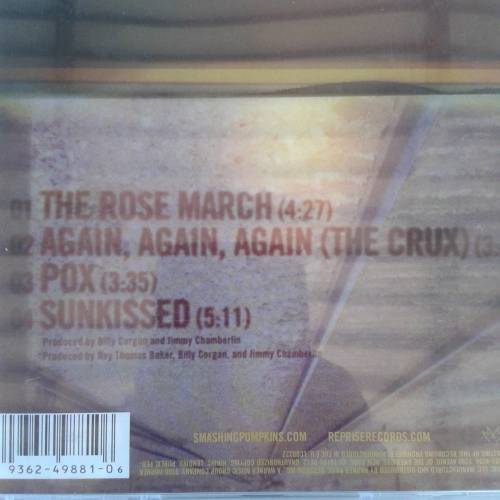 01 THE ROSE MARCH (4:27)
02 AGAIN, AGAIN, AGAIN (THE CRUX) (3
03 POX (3:35)
04 SUNKISSED (5:11)
Produced by Billy Corgan and Jimmy Chamberlin
*Produced by Roy Thomas Baker, Billy Corgan, and Jimmy Chamberlin
SMASHINGPUMPKINS.COM REPRISERECORDS.COM
9362-49881-06